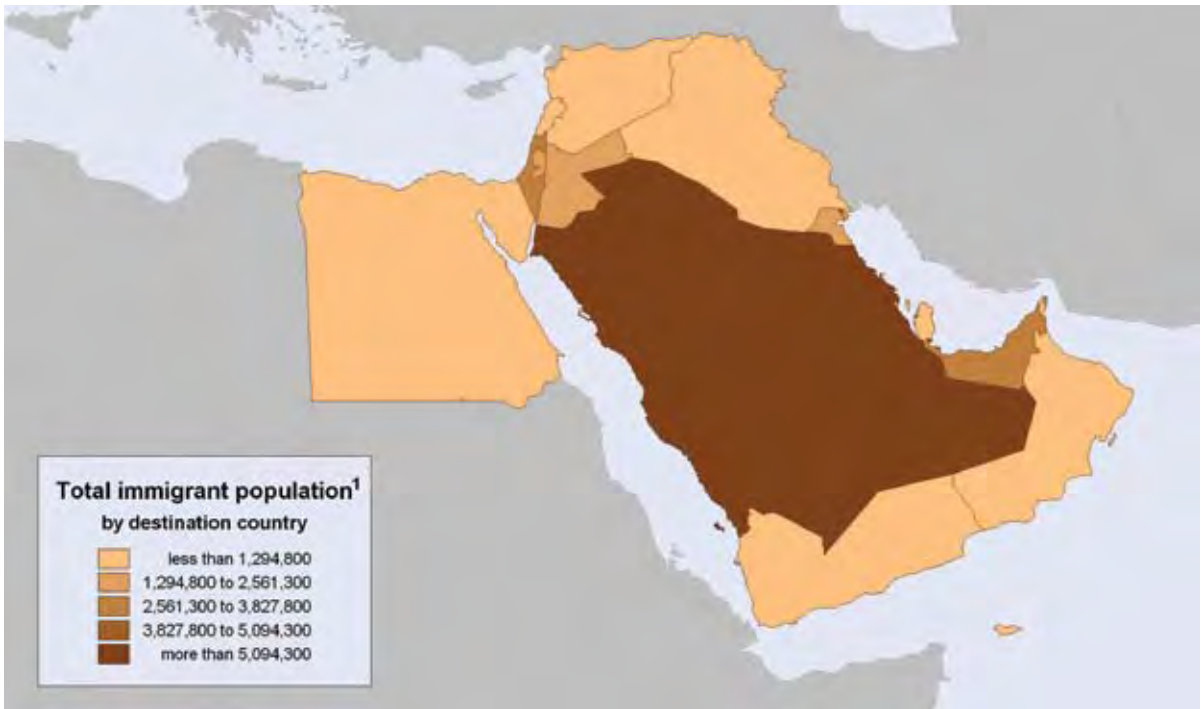 Total immigrant population¹
by destination country
less than 1,294,800
1,294,800 to 2,561,300
2,561,300 to 3,827,800
3,827,800 to 5,094,300
more than 5,094,300